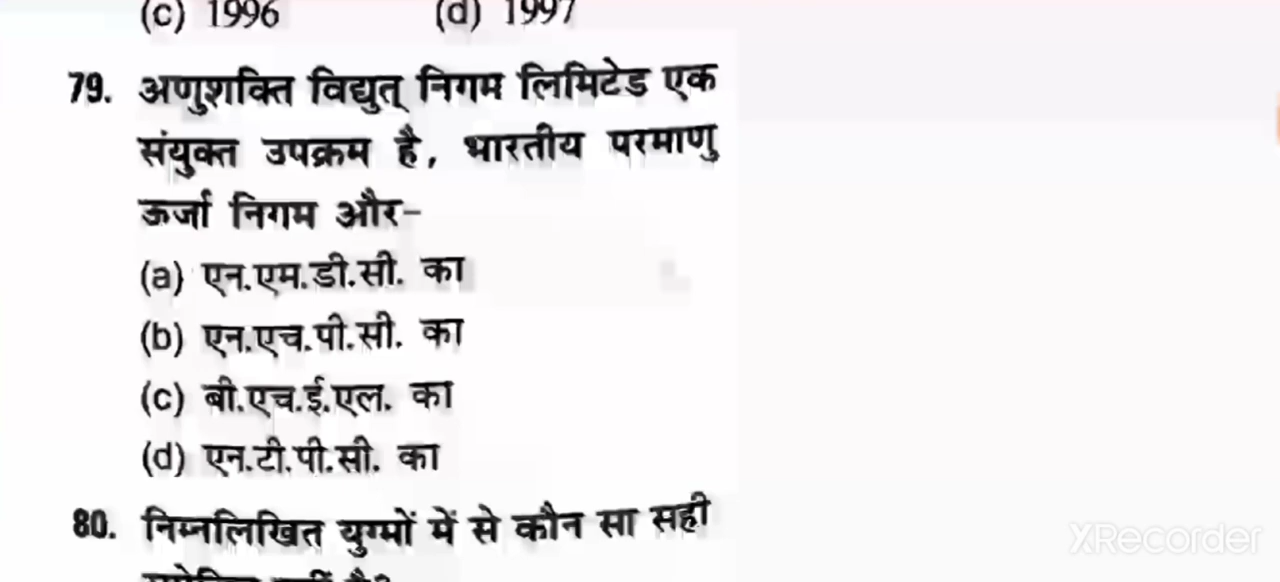 (c) 1996 (d) 1997
79. अणुशक्ति विद्युत् निगम लिमिटेड एक
संयुक्त उपक्रम है, भारतीय परमाणु
ऊर्जा निगम और-
(a) एन.एम.डी.सी. का
(b) एन.एच.पी.सी. का
(c) बी.एच.ई.एल. का
(d) एन.टी.पी.सी. का
80. निम्नलिखित युग्मों में से कौन सा सही
XRecorder